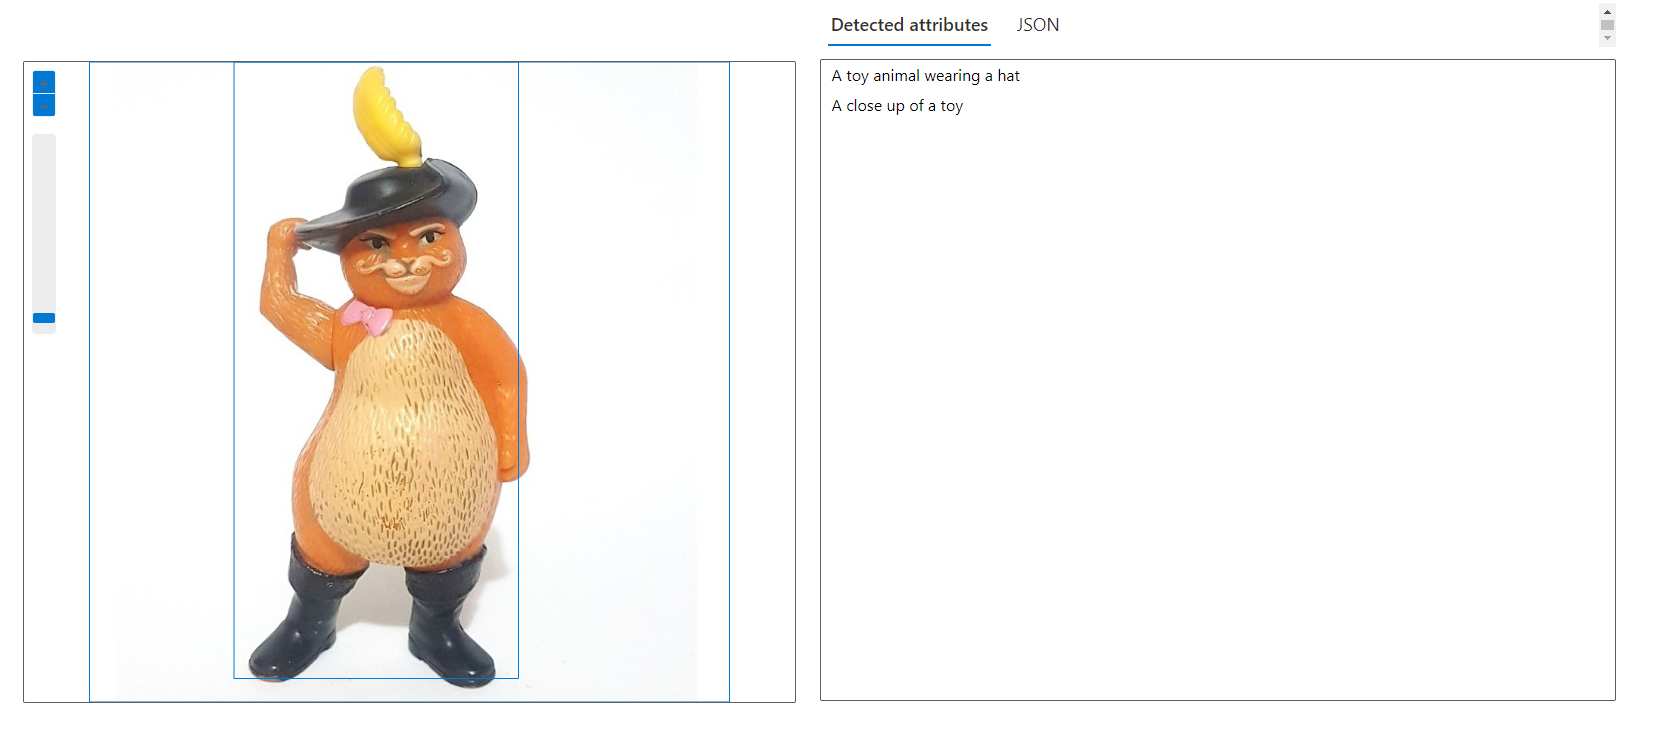 Detected attributes JSON
A toy animal wearing a hat
A close up of a toy